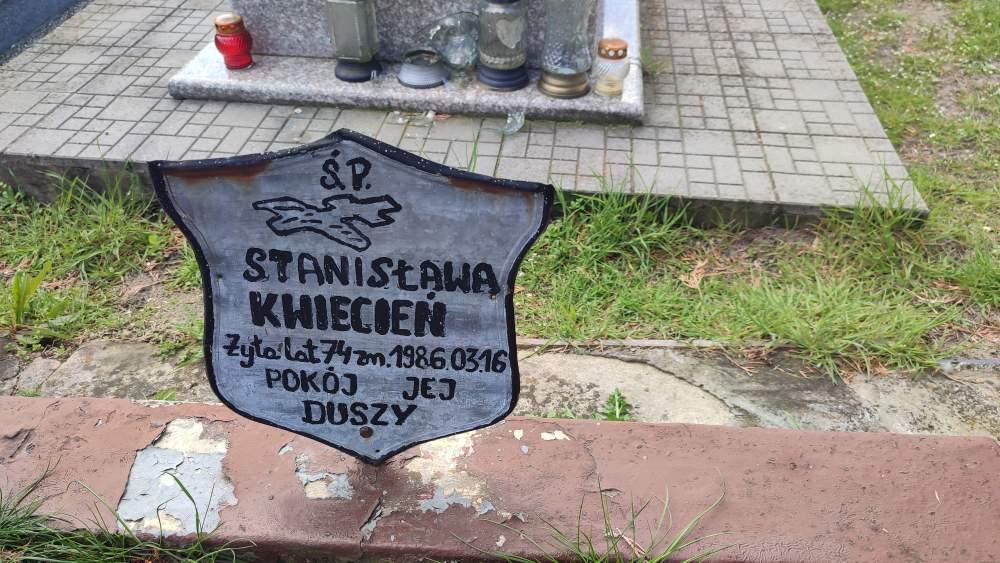 Ś.P.
STANISŁAWA
KWIECIEŃ
Żyła lat 74 zm. 1986.03.16
POKÓJ JEJ
DUSZY